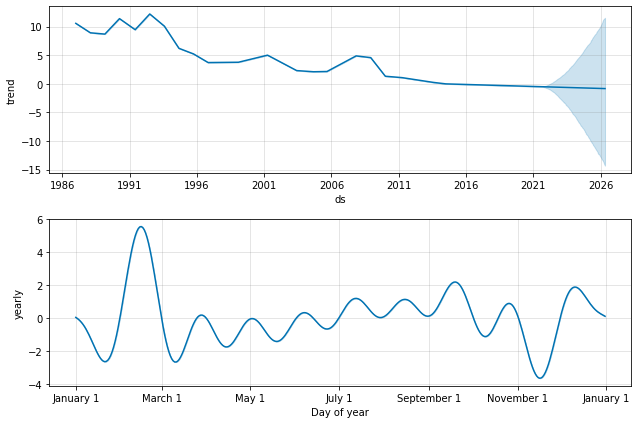 10
5
0
−5
−10
−15
trend
1986 1991 1996 2001 2006 2011 2016 2021 2026
ds
6
4
2
0
−2
−4
yearly
January 1 March 1 May 1 July 1 September 1 November 1 January 1
Day of year